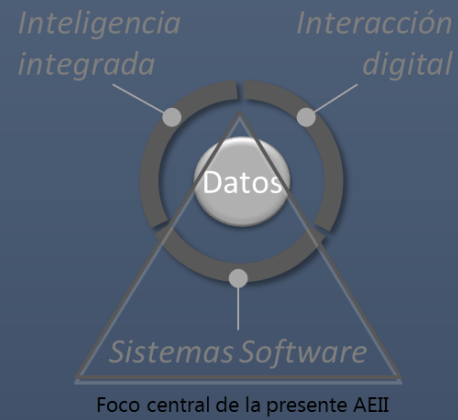 Inteligencia
integrada
Interacción
digital
Datos
Sistemas Software
Foco central de la presente AEII